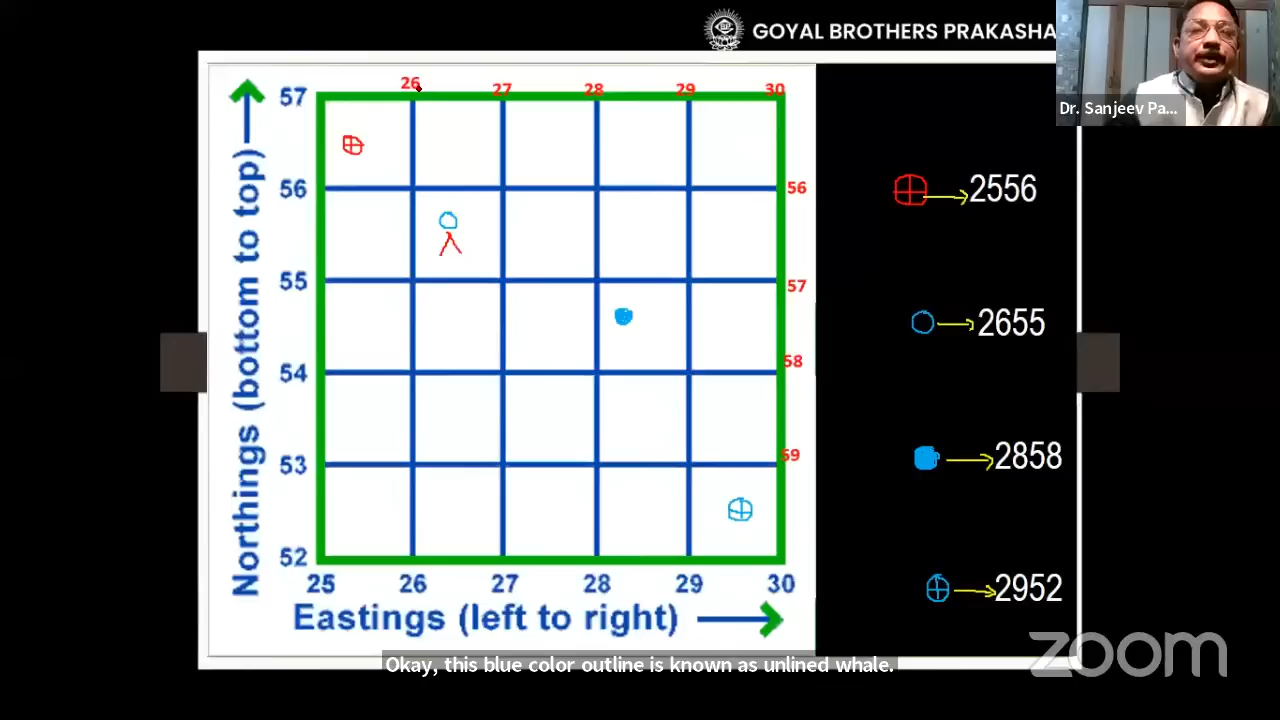 GOYAL BROTHERS PRAKASHA
Dr. Sanjeev Pa...
26 27 28 29 30
57
56 56
55 57
54 58
53 59
52
25 26 27 28 29 30
Northings (bottom to top)
Eastings (left to right)
2556
2655
2858
2952
Okay, this blue color outline is known as unlined whale.
zoom